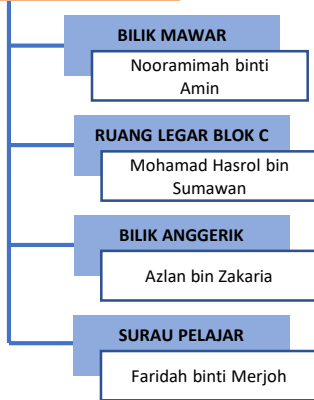 BILIK MAWAR
Nooramimah binti
Amin
RUANG LEGAR BLOK C
Mohamad Hasrol bin
Sumawan
BILIK ANGGERIK
Azlan bin Zakaria
SURAU PELAJAR
Faridah binti Merjoh